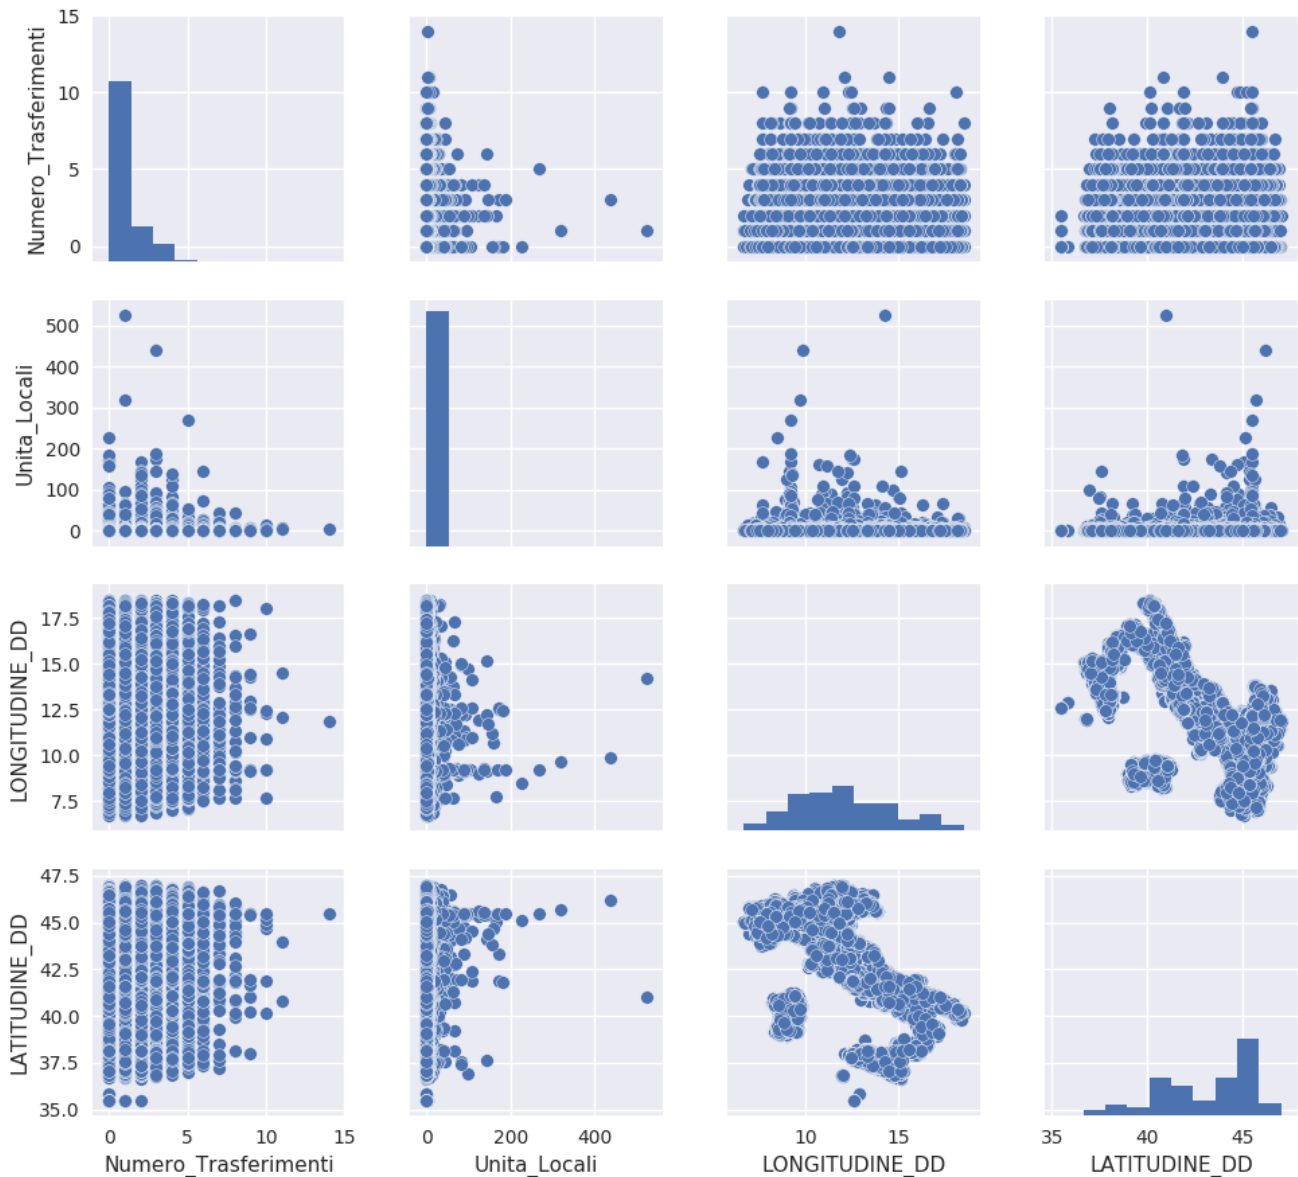 Numero_Trasferimenti
15
10
5
0
Unita_Locali
500
400
300
200
100
0
LONGITUDINE_DD
17.5
15.0
12.5
10.0
7.5
LATITUDINE_DD
47.5
45.0
42.5
40.0
37.5
35.0
0 5 10 15
Numero_Trasferimenti
0 200 400
Unita_Locali
10 15
LONGITUDINE_DD
35 40 45
LATITUDINE_DD